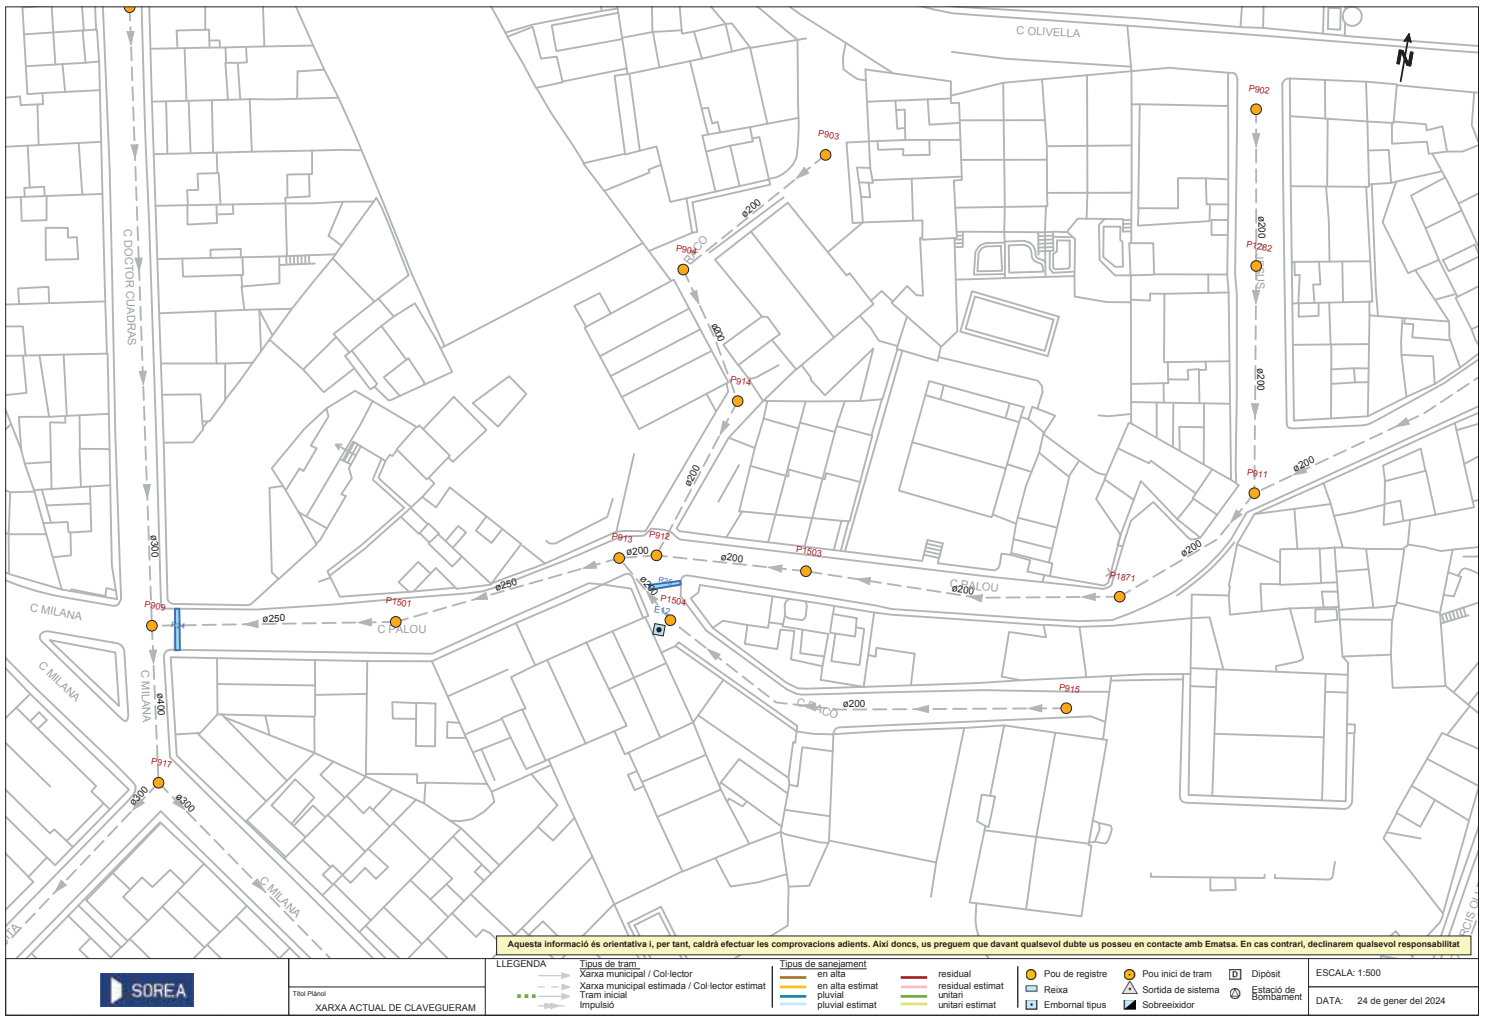 C OLIVELLA
N
P902
P903
ø200
ø200
P1282
P904
RACO
C DOCTOR CUADRAS
ø200
ø200
P914
ø200
ø200
P911
ø300
P913
P912
ø200
ø200
P1503
ø200
ø250
ø200
P1871
C PALOU
ø200
C MILANA
P909
P1501
ø250
C PALOU
P1504
E12
C MILANA
C MILANA
ø400
P915
C RACO
ø200
P917
ø300
ø300
C MILANA
Aquesta informació és orientativa i, per tant, caldrà efectuar les comprovacions adients. Així doncs, us preguem que davant qualsevol dubte us posseu en contacte amb Ematsa. En cas contrari, declinarem qualsevol responsabilitat
SOREA
Títol Plànol
XARXA ACTUAL DE CLAVEGUERAM
LLEGENDA
Tipus de tram
Xarxa municipal / Col·lector
Xarxa municipal estimada / Col·lector estimat
Tram inicial
Impulsió
Tipus de sanejament
en alta
en alta estimat
pluvial
pluvial estimat
residual
residual estimat
unitari
unitari estimat
Pou de registre
Reixa
Embornal tipus
Pou inici de tram
Sortida de sistema
Sobreeixidor
D Dipòsit
Estació de
Bombament
ESCALA: 1:500
DATA: 24 de gener del 2024